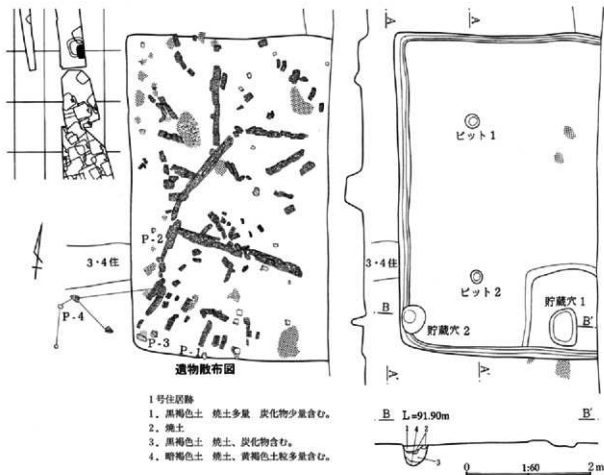 A A'
ピット1
P-2
3・4住
3・4住
ピット2
貯蔵穴1
P-4
B B'
貯蔵穴2
P-3
P-1
遺物散布図
A A'
1号住居跡
1. 黒褐色土 焼土多量 炭化物少量含む。
2. 焼土
3. 黒褐色土 焼土、炭化物含む。
4. 暗褐色土 焼土、黄褐色土粒多量含む。
B L=91.90m B'
1 4 2
3
0 1:60 2m